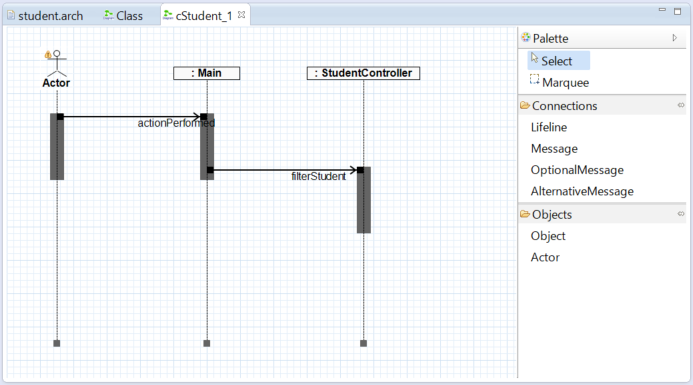 student.arch
Class
cStudent_1
Palette
Select
Marquee
Connections
Lifeline
Message
OptionalMessage
AlternativeMessage
Objects
Object
Actor
Actor
: Main
: StudentController
actionPerformed
filterStudent